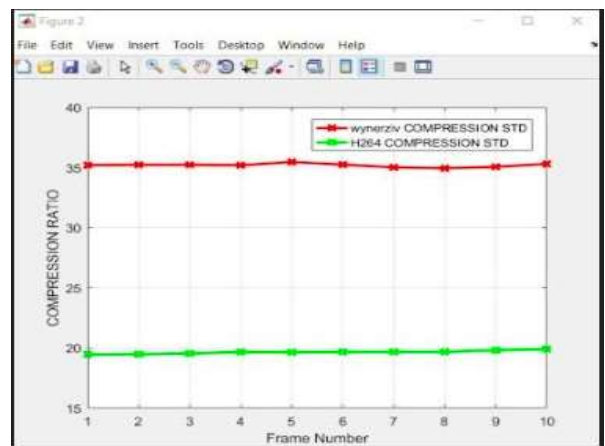 Figure 2
File Edit View Insert Tools Desktop Window Help
40
35
30
25
20
15
COMPRESSION RATIO
wynerziv COMPRESSION STD
H264 COMPRESSION STD
1 2 3 4 5 6 7 8 9 10
Frame Number